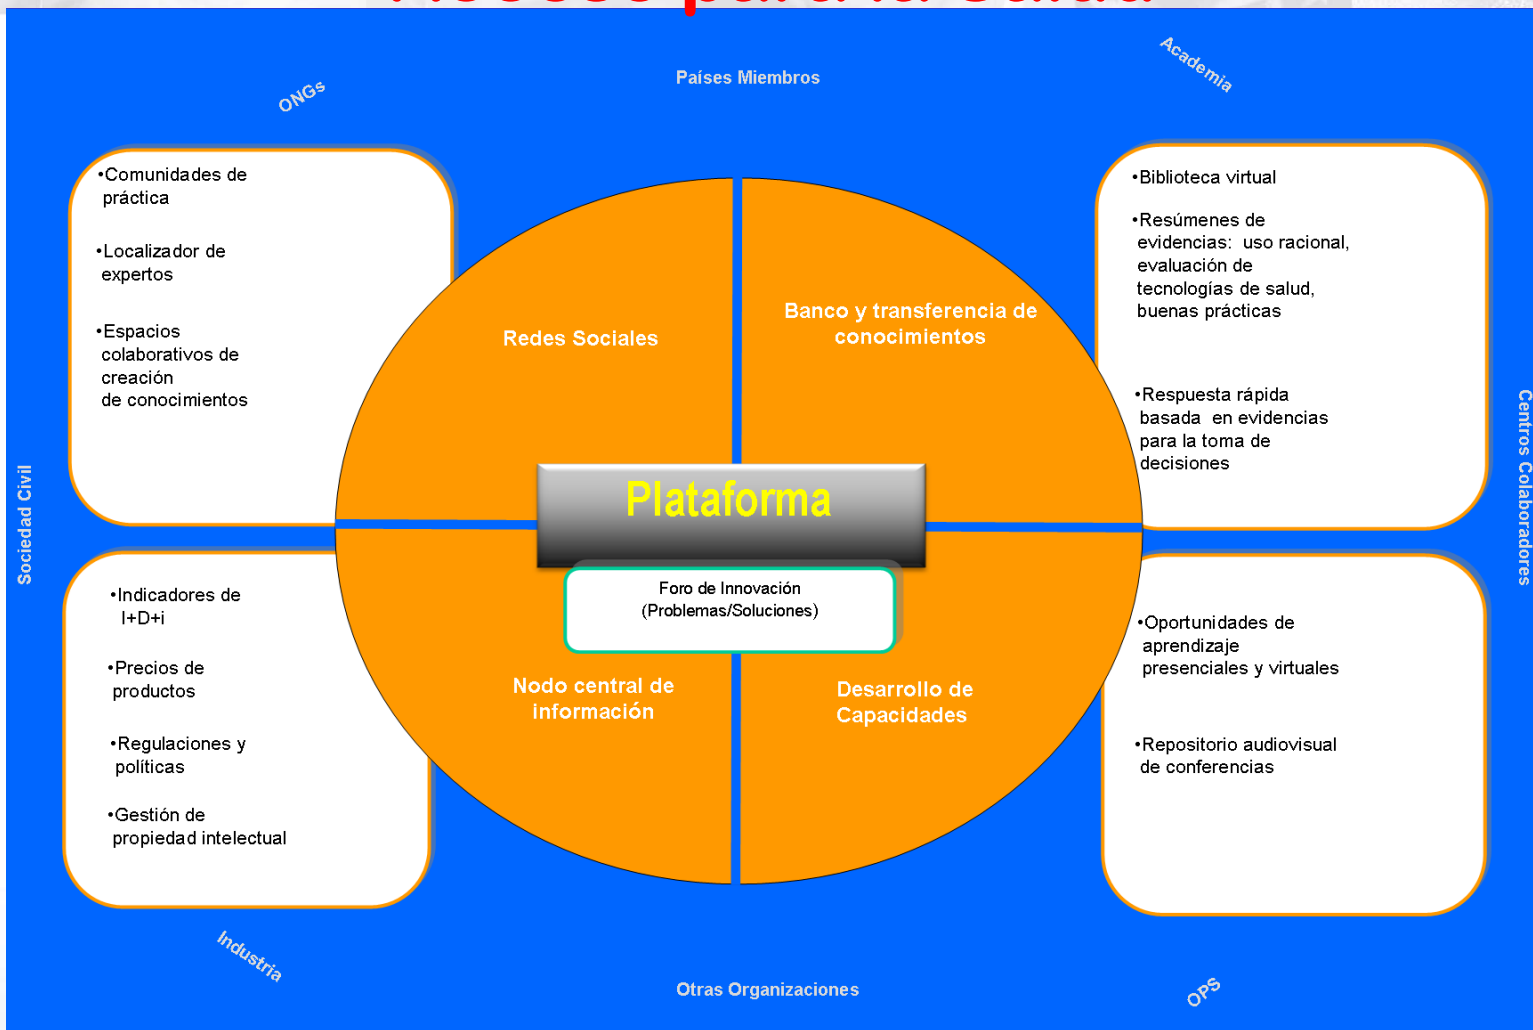 Países Miembros
Academia
ONGs
•Comunidades de
práctica
•Localizador de
expertos
•Espacios
colaborativos de
creación
de conocimientos
•Biblioteca virtual
•Resúmenes de
evidencias: uso racional,
evaluación de
tecnologías de salud,
buenas prácticas
•Respuesta rápida
basada en evidencias
para la toma de
decisiones
Redes Sociales
Banco y transferencia de
conocimientos
Sociedad Civil
Centros Colaboradores
Plataforma
Foro de Innovación
(Problemas/Soluciones)
•Indicadores de
I+D+i
•Precios de
productos
•Regulaciones y
políticas
•Gestión de
propiedad intelectual
Nodo central de
información
Desarrollo de
Capacidades
•Oportunidades de
aprendizaje
presenciales y virtuales
•Repositorio audiovisual
de conferencias
Industria
Otras Organizaciones
OPS